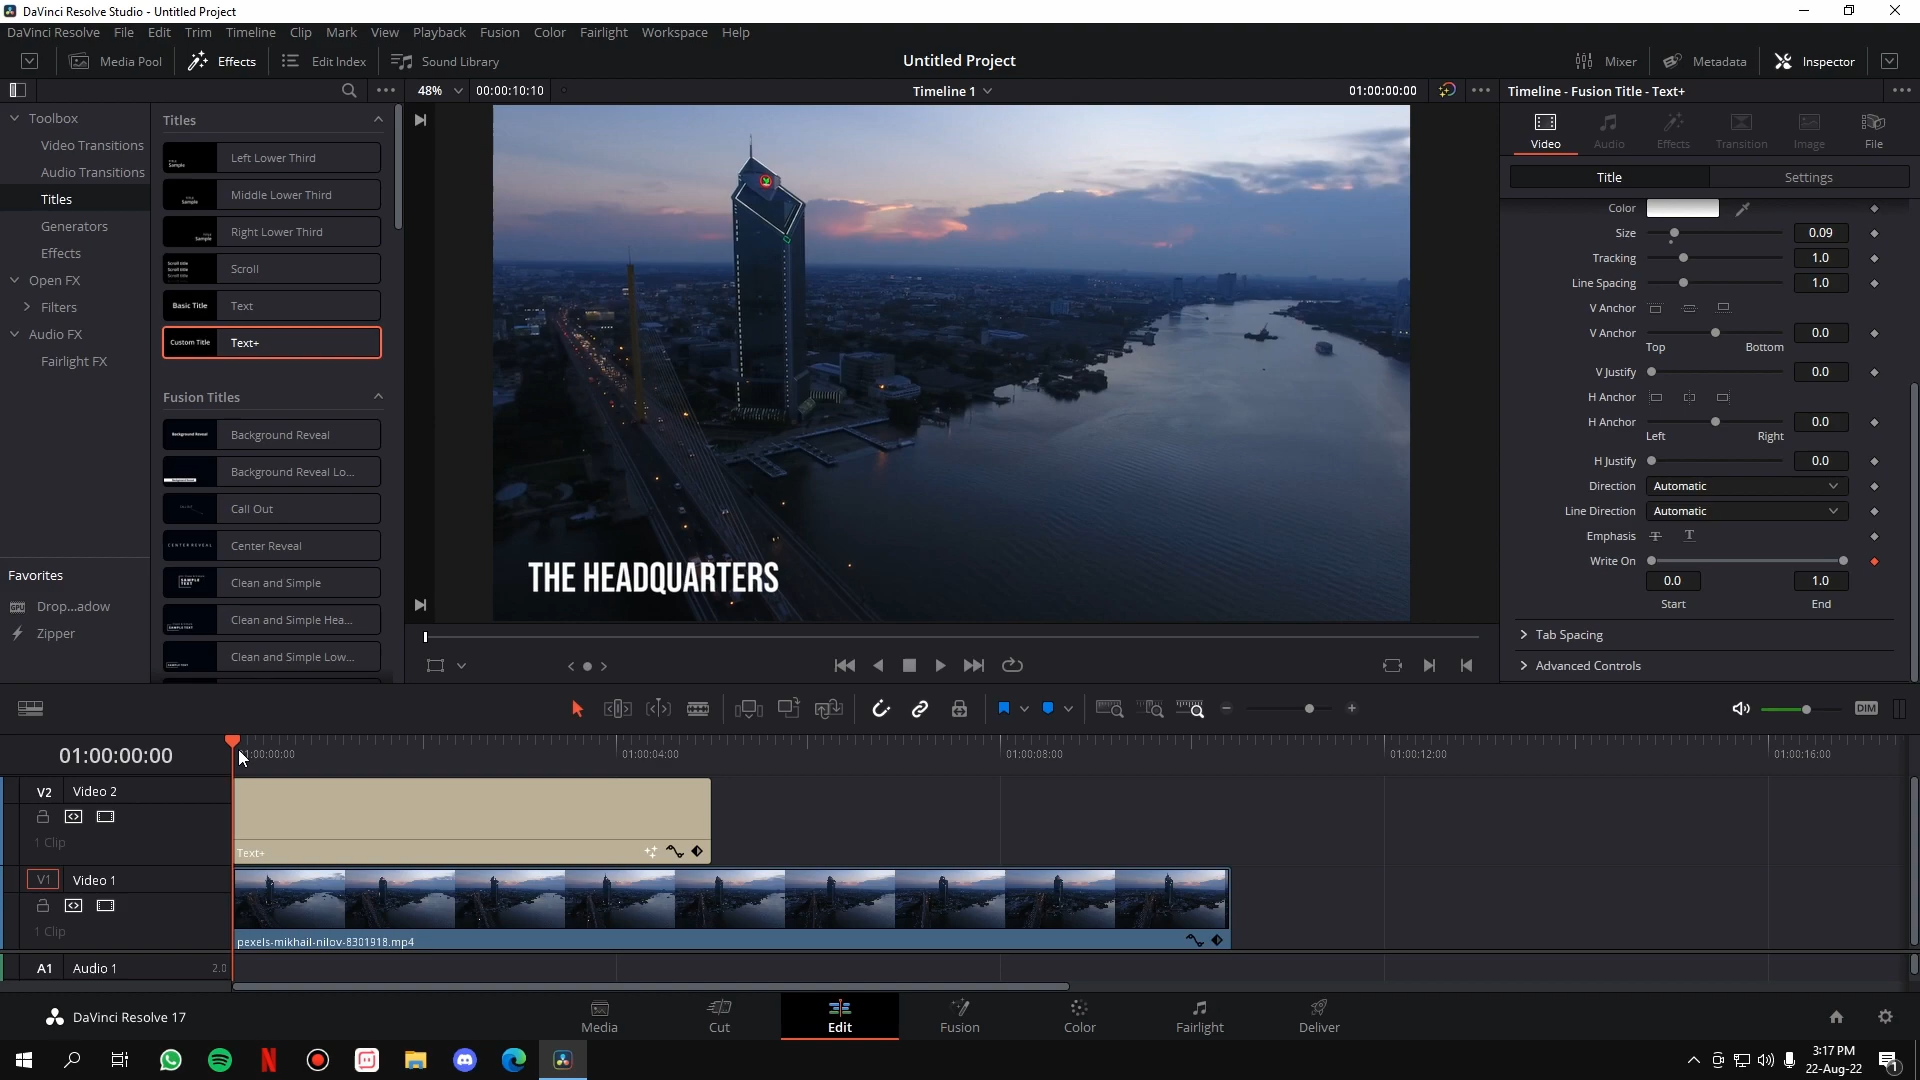 DaVinci Resolve Studio - Untitled Project
DaVinci Resolve File Edit Trim Timeline Clip Mark View Playback Fusion Color Fairlight Workspace Help
Media Pool Effects Edit Index Sound Library Untitled Project Mixer Metadata Inspector
48% 00:00:10:10 Timeline 1 01:00:00:00 Timeline - Fusion Title - Text+
Toolbox
Video Transitions
Audio Transitions
Titles
Generators
Effects
Open FX
Filters
Audio FX
Fairlight FX
Favorites
Drop...adow
Zipper
Titles
Left Lower Third
Middle Lower Third
Right Lower Third
Scroll
Basic Title Text
Custom Title Text+
Fusion Titles
Background Reveal
Background Reveal Lo...
Call Out
CENTER REVEAL Center Reveal
Clean and Simple
Clean and Simple Hea...
Clean and Simple Low...
THE HEADQUARTERS
Video Audio Effects Transition Image File
Title Settings
Color
Size 0.09
Tracking 1.0
Line Spacing 1.0
V Anchor
V Anchor 0.0
Top Bottom
V Justify 0.0
H Anchor
H Anchor 0.0
Left Right
H Justify 0.0
Direction Automatic
Line Direction Automatic
Emphasis
Write On
0.0 1.0
Start End
Tab Spacing
Advanced Controls
DIM
01:00:00:00 01:00:04:00 01:00:08:00 01:00:12:00 01:00:16:00
V2 Video 2
1 Clip
Text+
V1 Video 1
1 Clip
pexels-mikhail-nilov-8301918.mp4
A1 Audio 1 2.0
DaVinci Resolve 17
Media Cut Edit Fusion Color Fairlight Deliver
3:17 PM
22-Aug-22
1